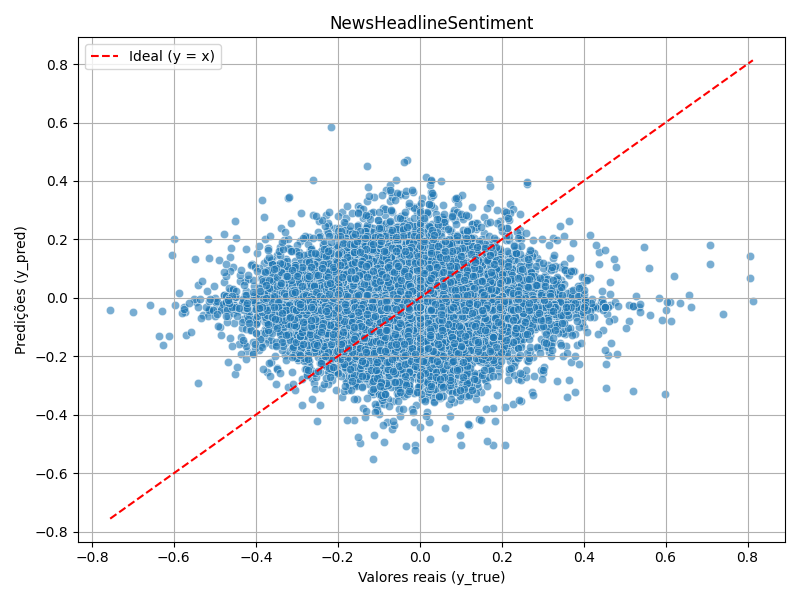 NewsHeadlineSentiment
Ideal (y = x)
Predições (y_pred)
0.8
0.6
0.4
0.2
0.0
−0.2
−0.4
−0.6
−0.8
−0.8 −0.6 −0.4 −0.2 0.0 0.2 0.4 0.6 0.8
Valores reais (y_true)